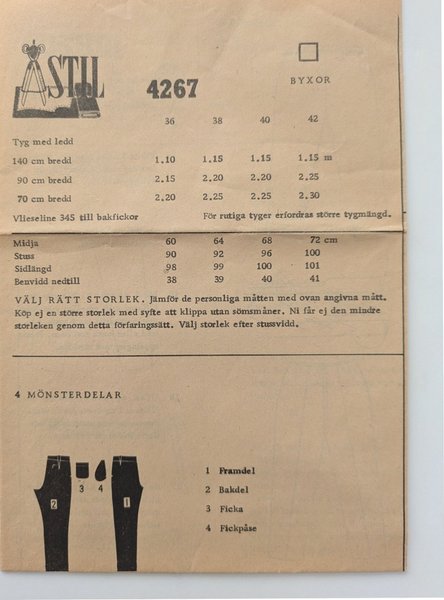 STIL
4267
BYXOR
36 38 40 42
Tyg med ledd
140 cm bredd 1.10 1.15 1.15 1.15 m
90 cm bredd 2.15 2.20 2.20 2.25
70 cm bredd 2.20 2.25 2.25 2.30
Vlieseline 345 till bakfickor För rutiga tyger erfordras större tygmängd.
Midja 60 64 68 72 cm
Stuss 90 92 96 100
Sidlängd 98 99 100 101
Benvidd nedtill 38 39 40 41
VÄLJ RÄTT STORLEK. Jämför de personliga måtten med ovan angivna mått.
Köp ej en större storlek med syfte att klippa utan sömsmåner. Ni får ej den mindre
storleken genom detta förfaringssätt. Välj storlek efter stussvidd.
4 MÖNSTERDELAR
1 Framdel
2 Bakdel
3 Ficka
4 Fickpåse
2 3 4 1